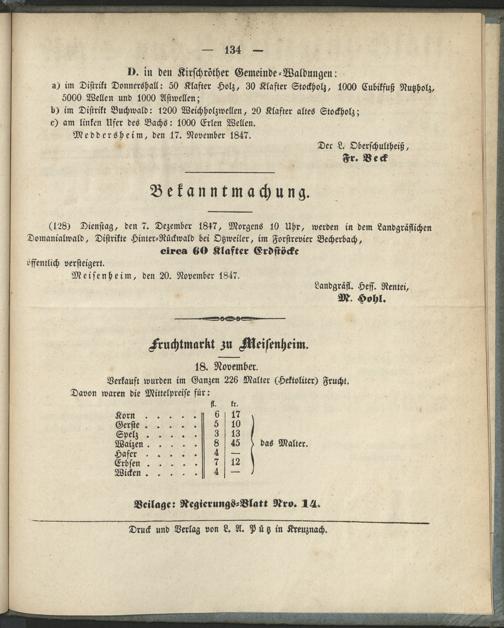 — 134 —
D. in den Kirschröther Gemeinde-Waldungen:
a) im Distrikt Donnershall: 50 Klafter Holz, 30 Klafter Stockholz, 1000 Cubikfuß Nutzholz,
5000 Wellen und 1000 Astwellen;
b) im Distrikt Buchwald: 1200 Weichholzwellen, 20 Klafter altes Stockholz;
c) am linken Ufer des Bachs: 1000 Erlen Wellen.
Meddersheim, den 17. November 1847.
Der L. Oberschultheiß,
Fr. Beck
Bekanntmachung.
(128) Dienstag, den 7. Dezember 1847, Morgens 10 Uhr, werden in dem Landgräflichen
Domanialwald, Distrikte Hinter-Rückwald bei Otzweiler, im Forstrevier Becherbach,
circa 60 Klafter Erdstöcke
öffentlich versteigert.
Meisenheim, den 20. November 1847.
Landgräfl. Hess. Rentei,
M. Hohl.
Fruchtmarkt zu Meisenheim.
18. November.
Verkauft wurden im Ganzen 226 Malter (Hektoliter) Frucht.
Davon waren die Mittelpreise für:
fl. kr.
Korn . . . . . 6 17
Gerste . . . . . 5 10
Spelz . . . . . 3 13
Waizen . . . . . 8 45 das Malter.
Hafer . . . . . 4 —
Erbsen . . . . . 7 12
Wicken . . . . . 4 —
Beilage: Regierungs-Blatt Nro. 14.
Druck und Verlag von L. A. Pütz in Kreuznach.